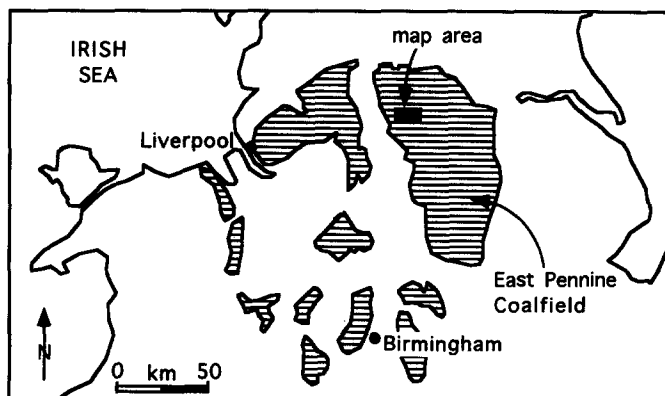 IRISH
SEA
map area
Liverpool
East Pennine
Coalfield
N
Birmingham
0 km 50